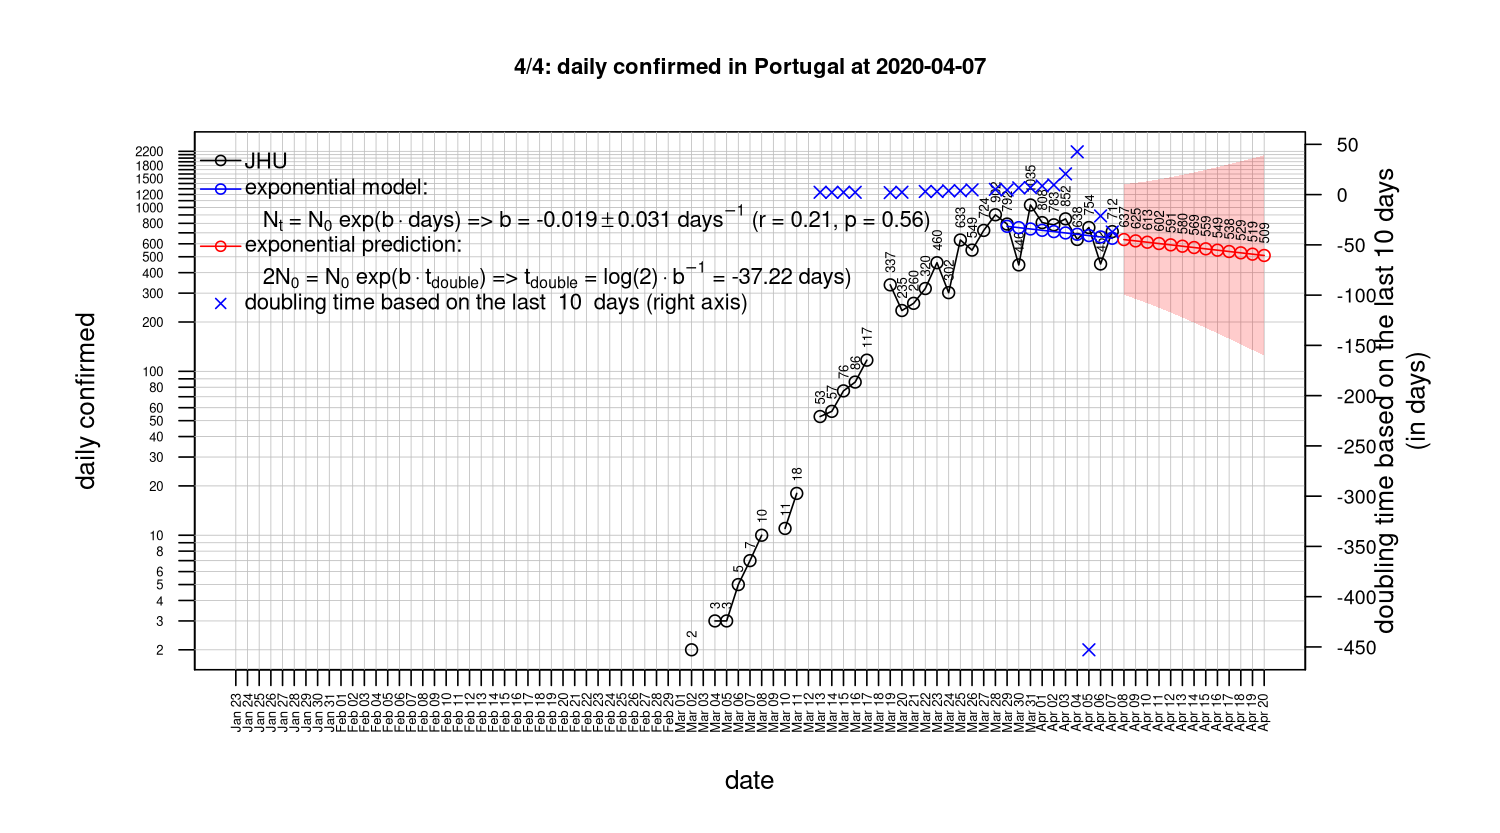 4/4: daily confirmed in Portugal at 2020-04-07
JHU
exponential model:
Nt = N0 exp(b · days) => b = -0.019 ± 0.031 days−1 (r = 0.21, p = 0.56)
exponential prediction:
2N0 = N0 exp(b · tdouble) => tdouble = log(2) · b−1 = -37.22 days)
doubling time based on the last 10 days (right axis)
daily confirmed
2200
1800
1500
1200
1000
800
600
500
400
300
200
100
80
60
50
40
30
20
10
8
6
5
4
3
2
2
3
3
5
7
10
11
18
53
57
76
86
117
337
235
260
320
460
302
633
549
724
808
783
852
638
754
712
637
625
613
602
591
580
569
559
549
538
529
519
509
50
0
-50
-100
-150
-200
-250
-300
-350
-400
-450
doubling time based on the last 10 days
(in days)
Jan 23
Jan 24
Jan 25
Jan 26
Jan 27
Jan 28
Jan 29
Jan 30
Jan 31
Feb 01
Feb 02
Feb 03
Feb 04
Feb 05
Feb 06
Feb 07
Feb 08
Feb 09
Feb 10
Feb 11
Feb 12
Feb 13
Feb 14
Feb 15
Feb 16
Feb 17
Feb 18
Feb 19
Feb 20
Feb 21
Feb 22
Feb 23
Feb 24
Feb 25
Feb 26
Feb 27
Feb 28
Feb 29
Mar 01
Mar 02
Mar 03
Mar 04
Mar 05
Mar 06
Mar 07
Mar 08
Mar 09
Mar 10
Mar 11
Mar 12
Mar 13
Mar 14
Mar 15
Mar 16
Mar 17
Mar 18
Mar 19
Mar 20
Mar 21
Mar 22
Mar 23
Mar 24
Mar 25
Mar 26
Mar 27
Mar 28
Mar 29
Mar 30
Mar 31
Apr 01
Apr 02
Apr 03
Apr 04
Apr 05
Apr 06
Apr 07
Apr 08
Apr 09
Apr 10
Apr 11
Apr 12
Apr 13
Apr 14
Apr 15
Apr 16
Apr 17
Apr 18
Apr 19
Apr 20
date